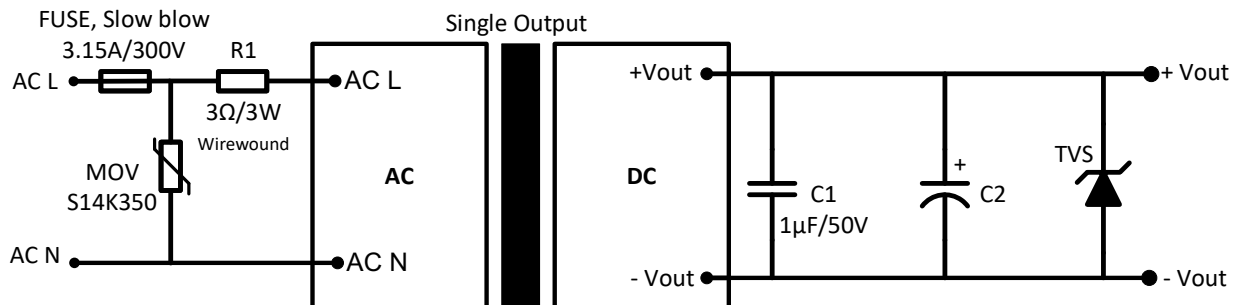 FUSE, Slow blow
3.15A/300V
R1
Single Output
AC L
AC L
+Vout
+ Vout
3Ω/3W
Wirewound
MOV
S14K350
AC
DC
C1
1µF/50V
+
C2
TVS
AC N
AC N
- Vout
- Vout